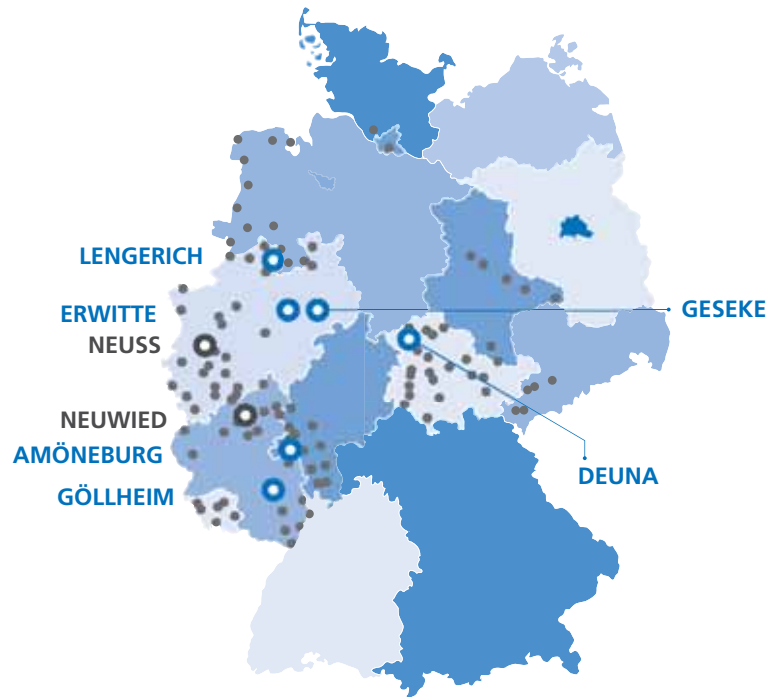 LENGERICH
ERWITTE
GESEKE
NEUSS
NEUWIED
AMÖNEBURG
DEUNA
GÖLLHEIM